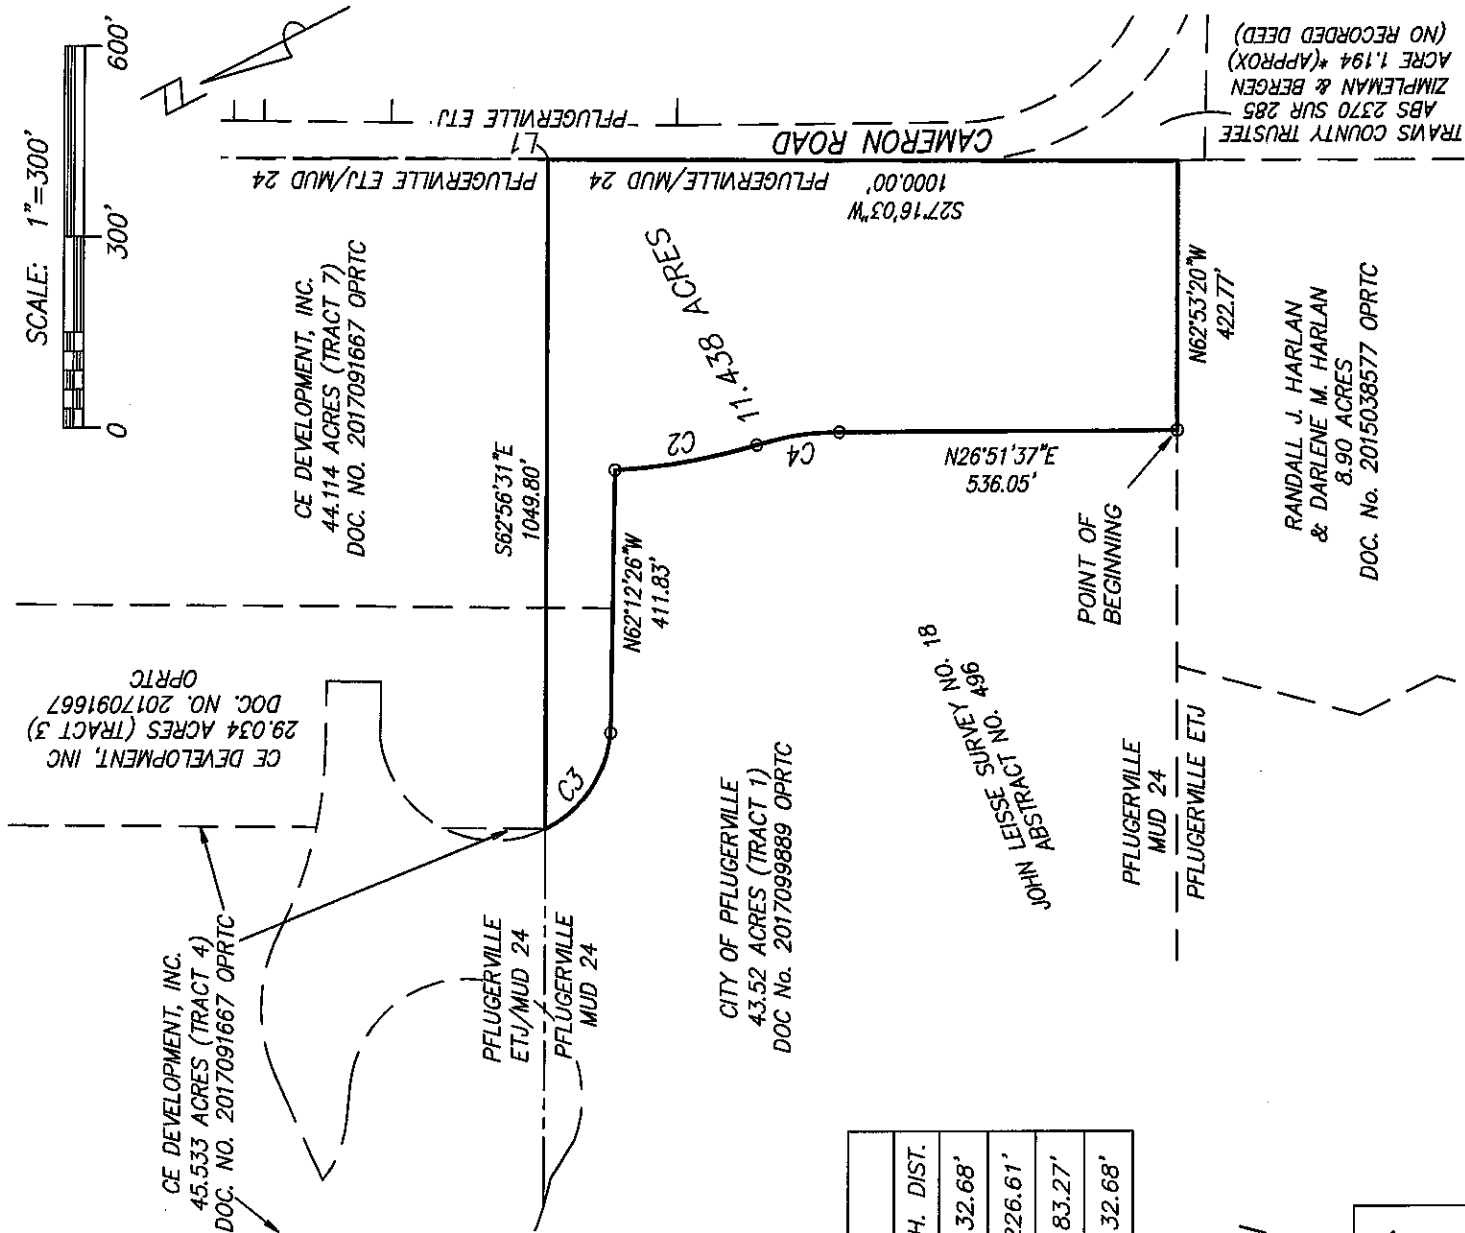 SCALE: 1"=300'
0
300'
600'
CE DEVELOPMENT, INC.
44.114 ACRES (TRACT 7)
DOC. NO. 2017091667 OPRTC
PFLUGERVILLE ETJ
L1
PFLUGERVILLE ETJ/MUD 24
PFLUGERVILLE/MUD 24
CAMERON ROAD
S27°16'03"W
1000.00'
TRAVIS COUNTY TRUSTEE
ABS 2370 SUR 285
ZIMPLEMAN & BERGEN
ACRE 1.194 *(APPROX)
(NO RECORDED DEED)
CE DEVELOPMENT, INC
29.034 ACRES (TRACT 3)
DOC. NO. 2017091667
OPRTC
S62°56'31"E
1049.80'
11.438 ACRES
N62°12'26"W
411.83'
C2
C4
C3
N26°51'37"E
536.05'
N62°53'20"W
422.77'
POINT OF
BEGINNING
RANDALL J. HARLAN
& DARLENE M. HARLAN
8.90 ACRES
DOC. No. 2015038577 OPRTC
JOHN LEISSE SURVEY NO. 18
ABSTRACT NO. 496
CITY OF PFLUGERVILLE
43.52 ACRES (TRACT 1)
DOC No. 2017099889 OPRTC
PFLUGERVILLE
MUD 24
PFLUGERVILLE ETJ
CE DEVELOPMENT, INC.
45.533 ACRES (TRACT 4)
DOC. NO. 2017091667 OPRTC
PFLUGERVILLE
ETJ/MUD 24
PFLUGERVILLE
MUD 24
H. DIST.
32.68'
226.61'
83.27'
32.68'